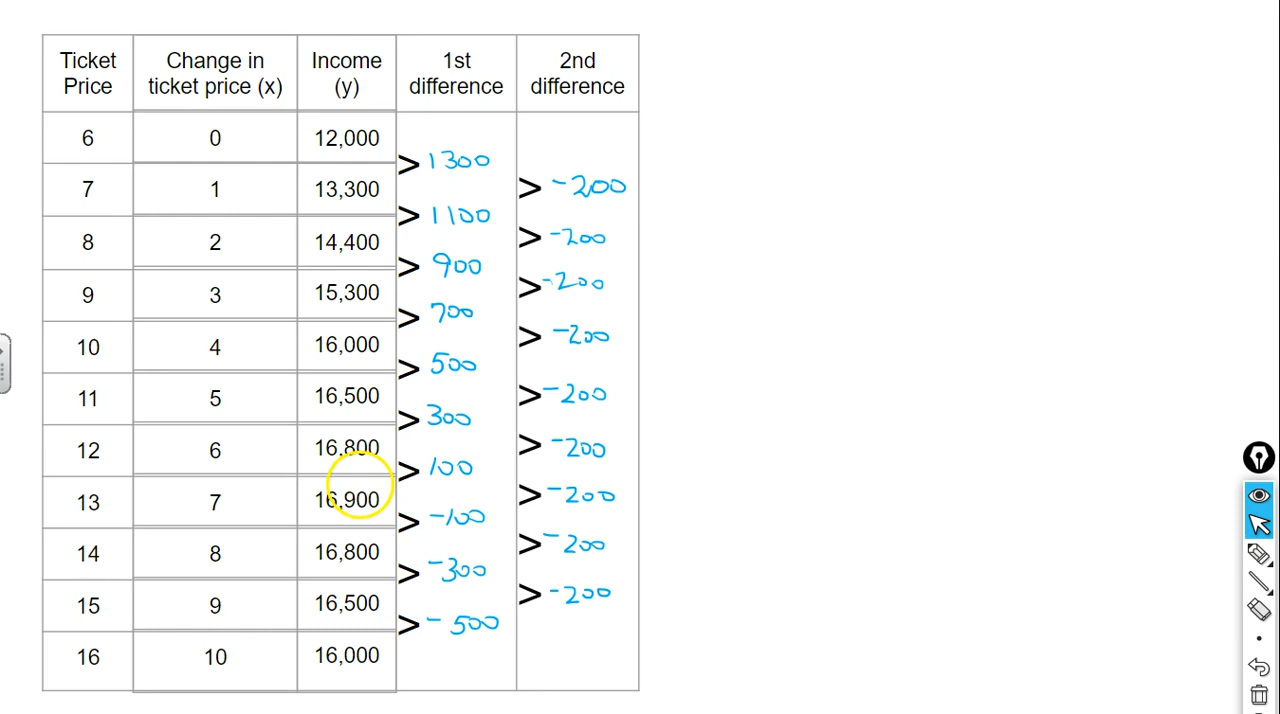 Ticket Price | Change in ticket price (x) | Income (y) | 1st difference | 2nd difference
6 | 0 | 12,000
> 1300
7 | 1 | 13,300 | > -200
> 1100
8 | 2 | 14,400 | > -200
> 900
9 | 3 | 15,300 | > -200
> 700
10 | 4 | 16,000 | > -200
> 500
11 | 5 | 16,500 | > -200
> 300
12 | 6 | 16,800 | > -200
> 100
13 | 7 | 16,900 | > -200
> -100
14 | 8 | 16,800 | > -200
> -300
15 | 9 | 16,500 | > -200
> -500
16 | 10 | 16,000